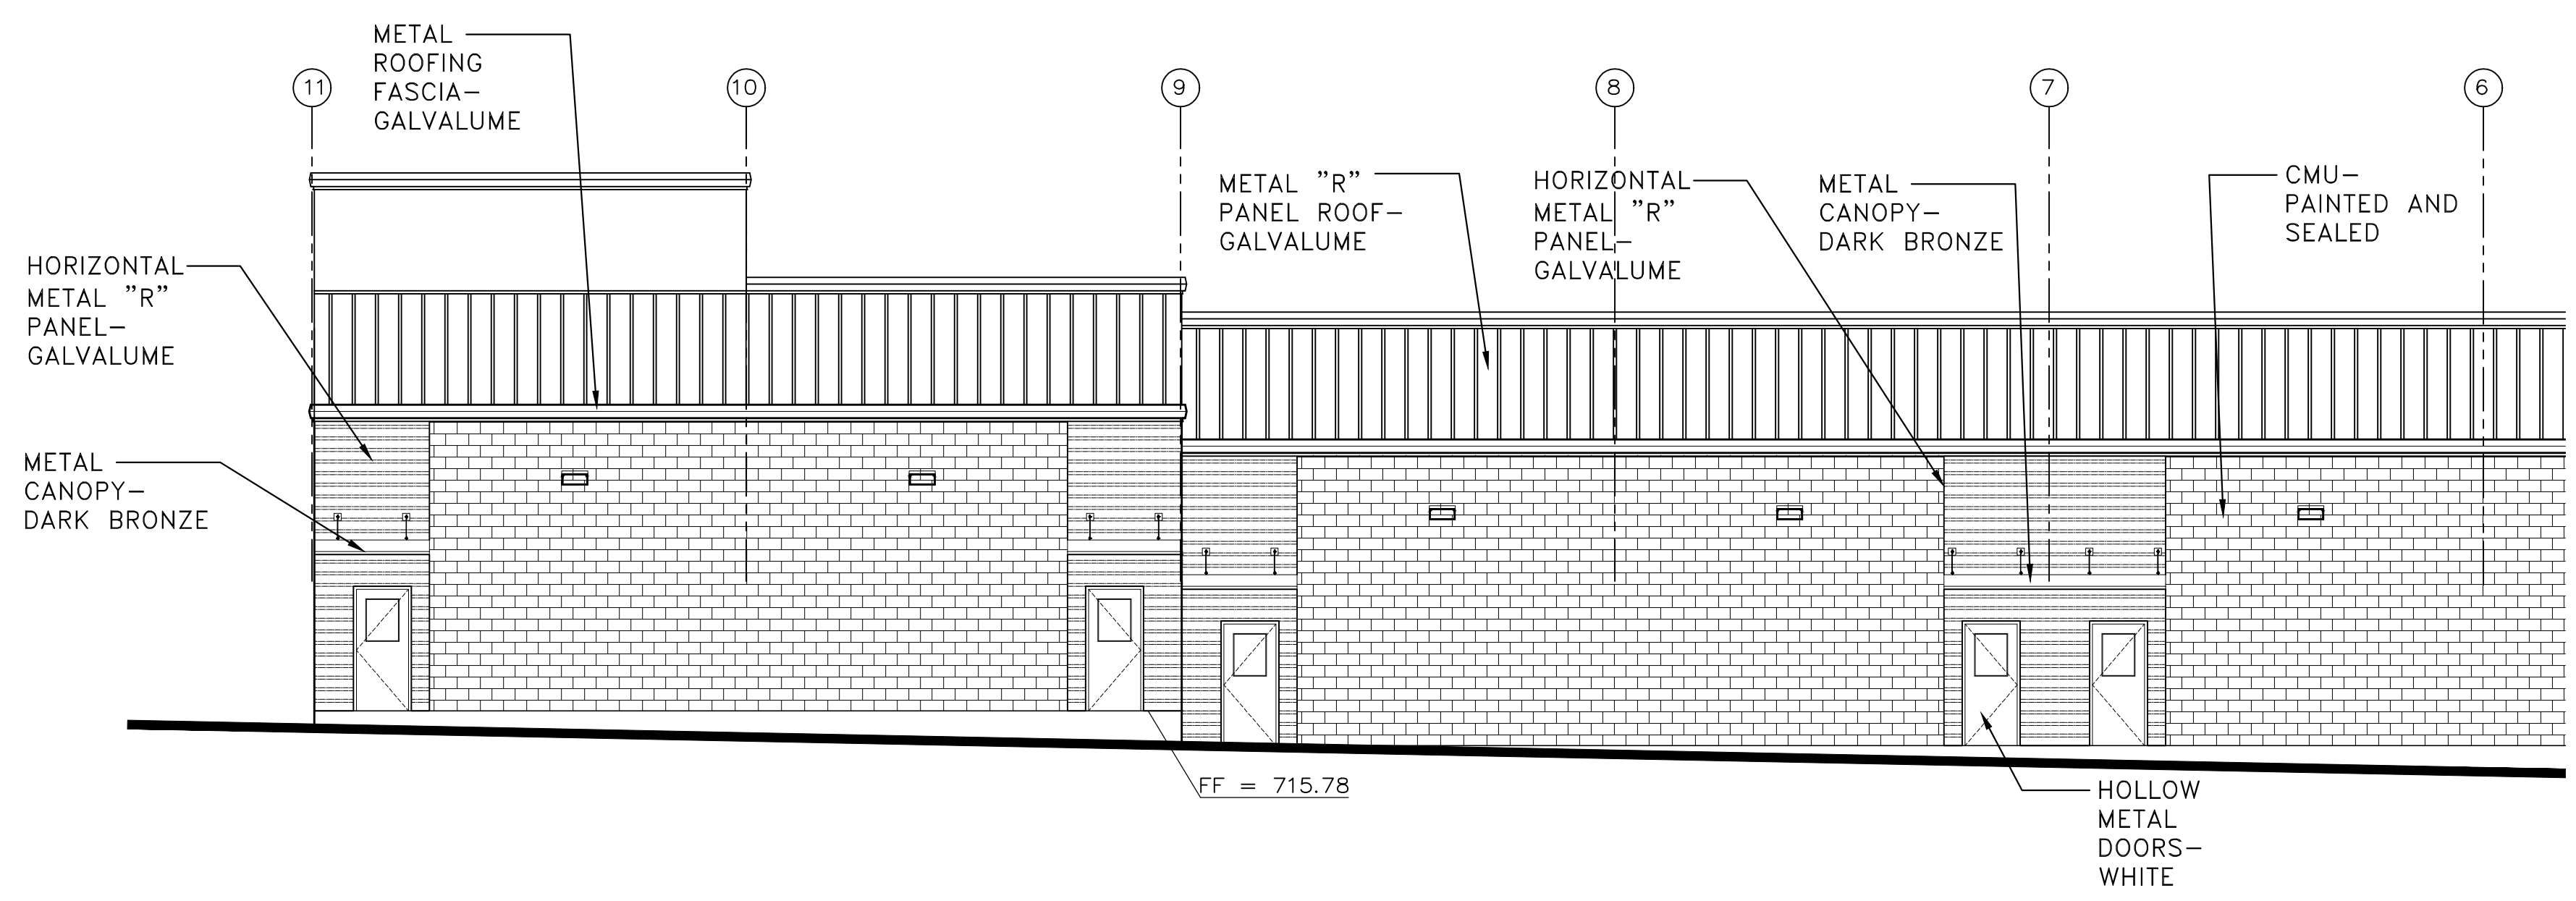 METAL
ROOFING
FASCIA-
GALVALUME
11
10
9
8
7
6
METAL "R"
PANEL ROOF-
GALVALUME
HORIZONTAL
METAL "R"
PANEL-
GALVALUME
METAL
CANOPY-
DARK BRONZE
CMU-
PAINTED AND
SEALED
HORIZONTAL
METAL "R"
PANEL-
GALVALUME
METAL
CANOPY-
DARK BRONZE
FF = 715.78
HOLLOW
METAL
DOORS-
WHITE